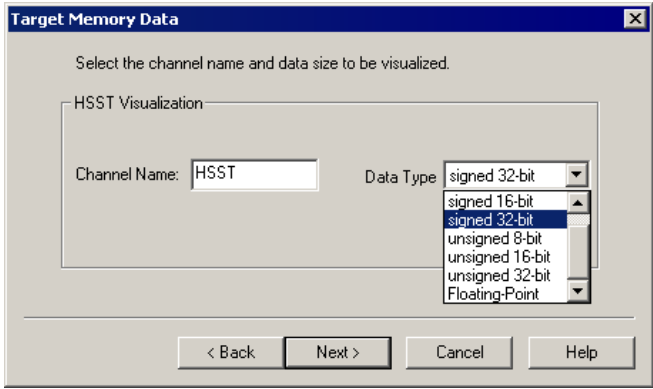 Target Memory Data
Select the channel name and data size to be visualized.
HSST Visualization
Channel Name: HSST Data Type signed 32-bit
signed 16-bit
signed 32-bit
unsigned 8-bit
unsigned 16-bit
unsigned 32-bit
Floating-Point
< Back Next > Cancel Help